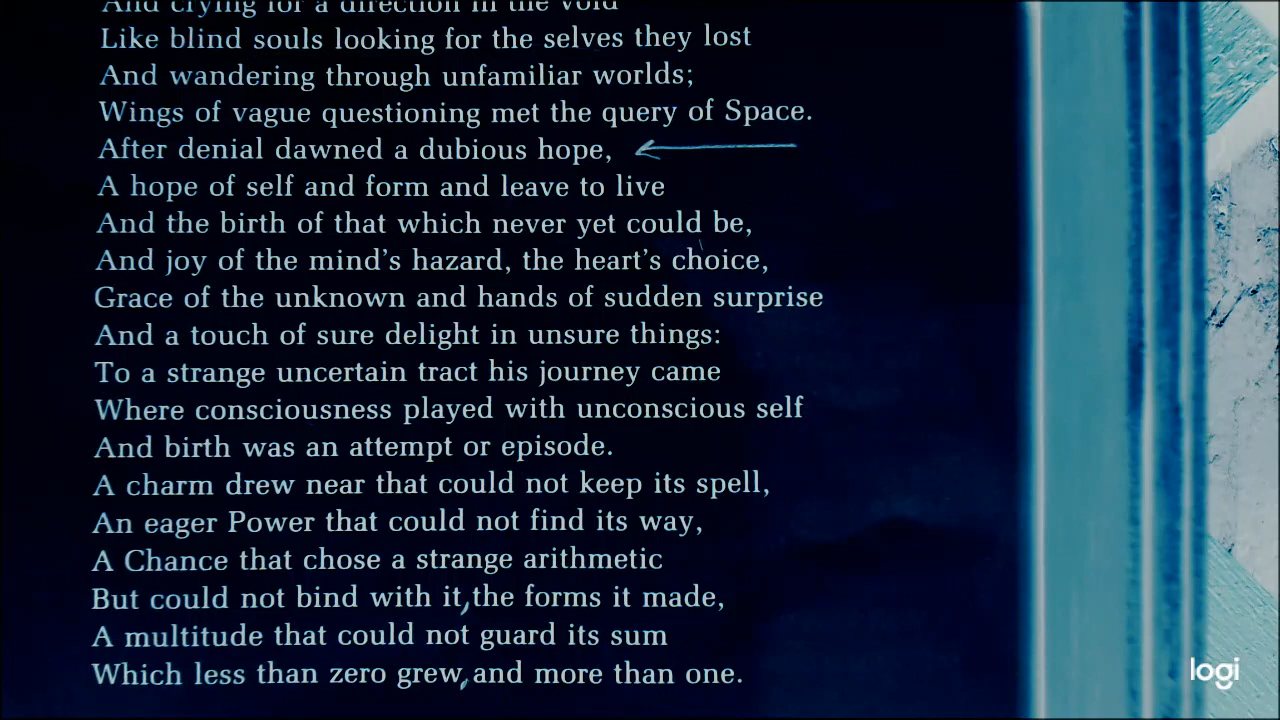 And crying for a direction in the void
Like blind souls looking for the selves they lost
And wandering through unfamiliar worlds;
Wings of vague questioning met the query of Space.
After denial dawned a dubious hope,
A hope of self and form and leave to live
And the birth of that which never yet could be,
And joy of the mind's hazard, the heart's choice,
Grace of the unknown and hands of sudden surprise
And a touch of sure delight in unsure things:
To a strange uncertain tract his journey came
Where consciousness played with unconscious self
And birth was an attempt or episode.
A charm drew near that could not keep its spell,
An eager Power that could not find its way,
A Chance that chose a strange arithmetic
But could not bind with it, the forms it made,
A multitude that could not guard its sum
Which less than zero grew, and more than one.
logi